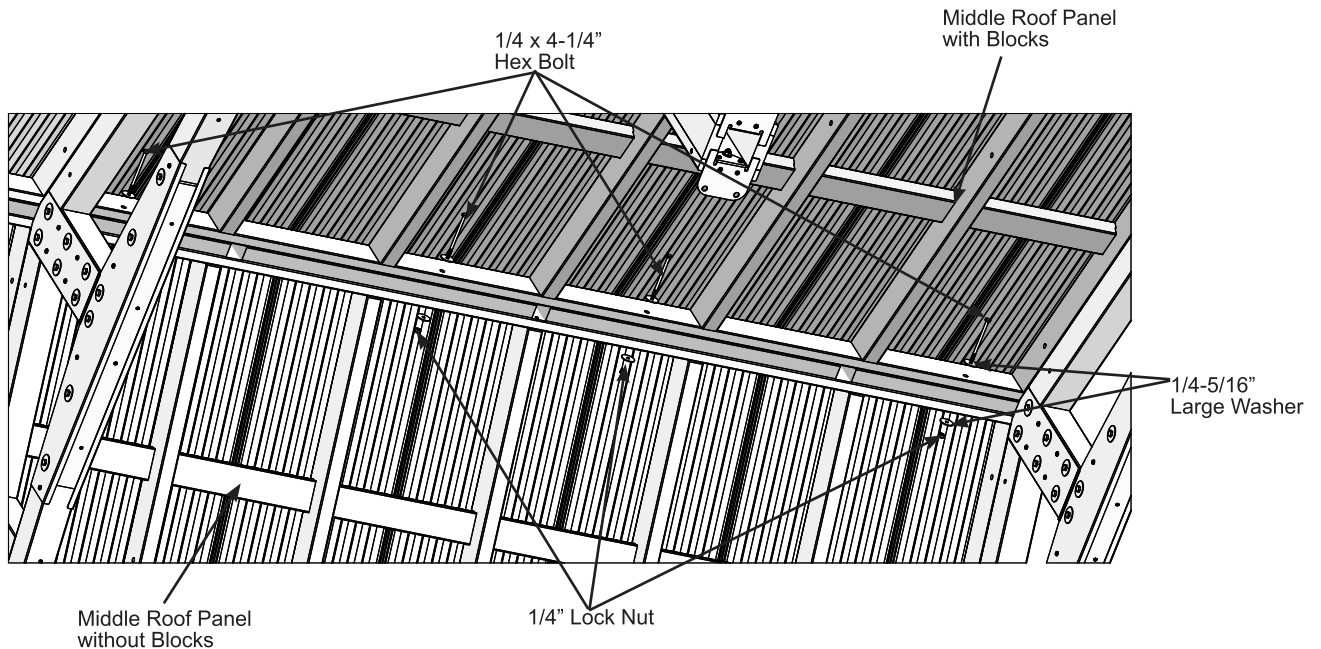 Middle Roof Panel
with Blocks
1/4 x 4-1/4”
Hex Bolt
1/4-5/16”
Large Washer
1/4” Lock Nut
Middle Roof Panel
without Blocks